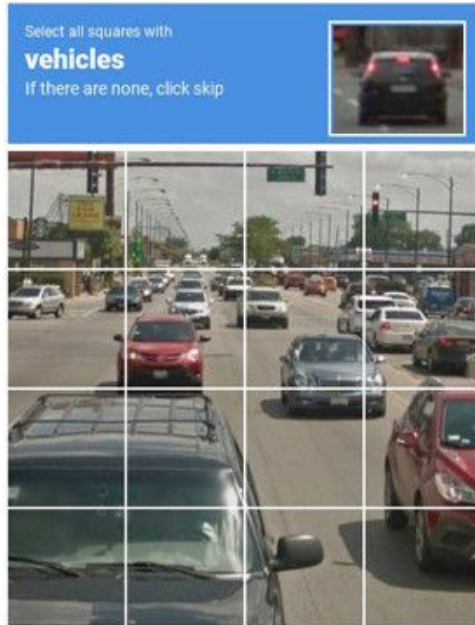 Select all squares with
vehicles
If there are none, click skip